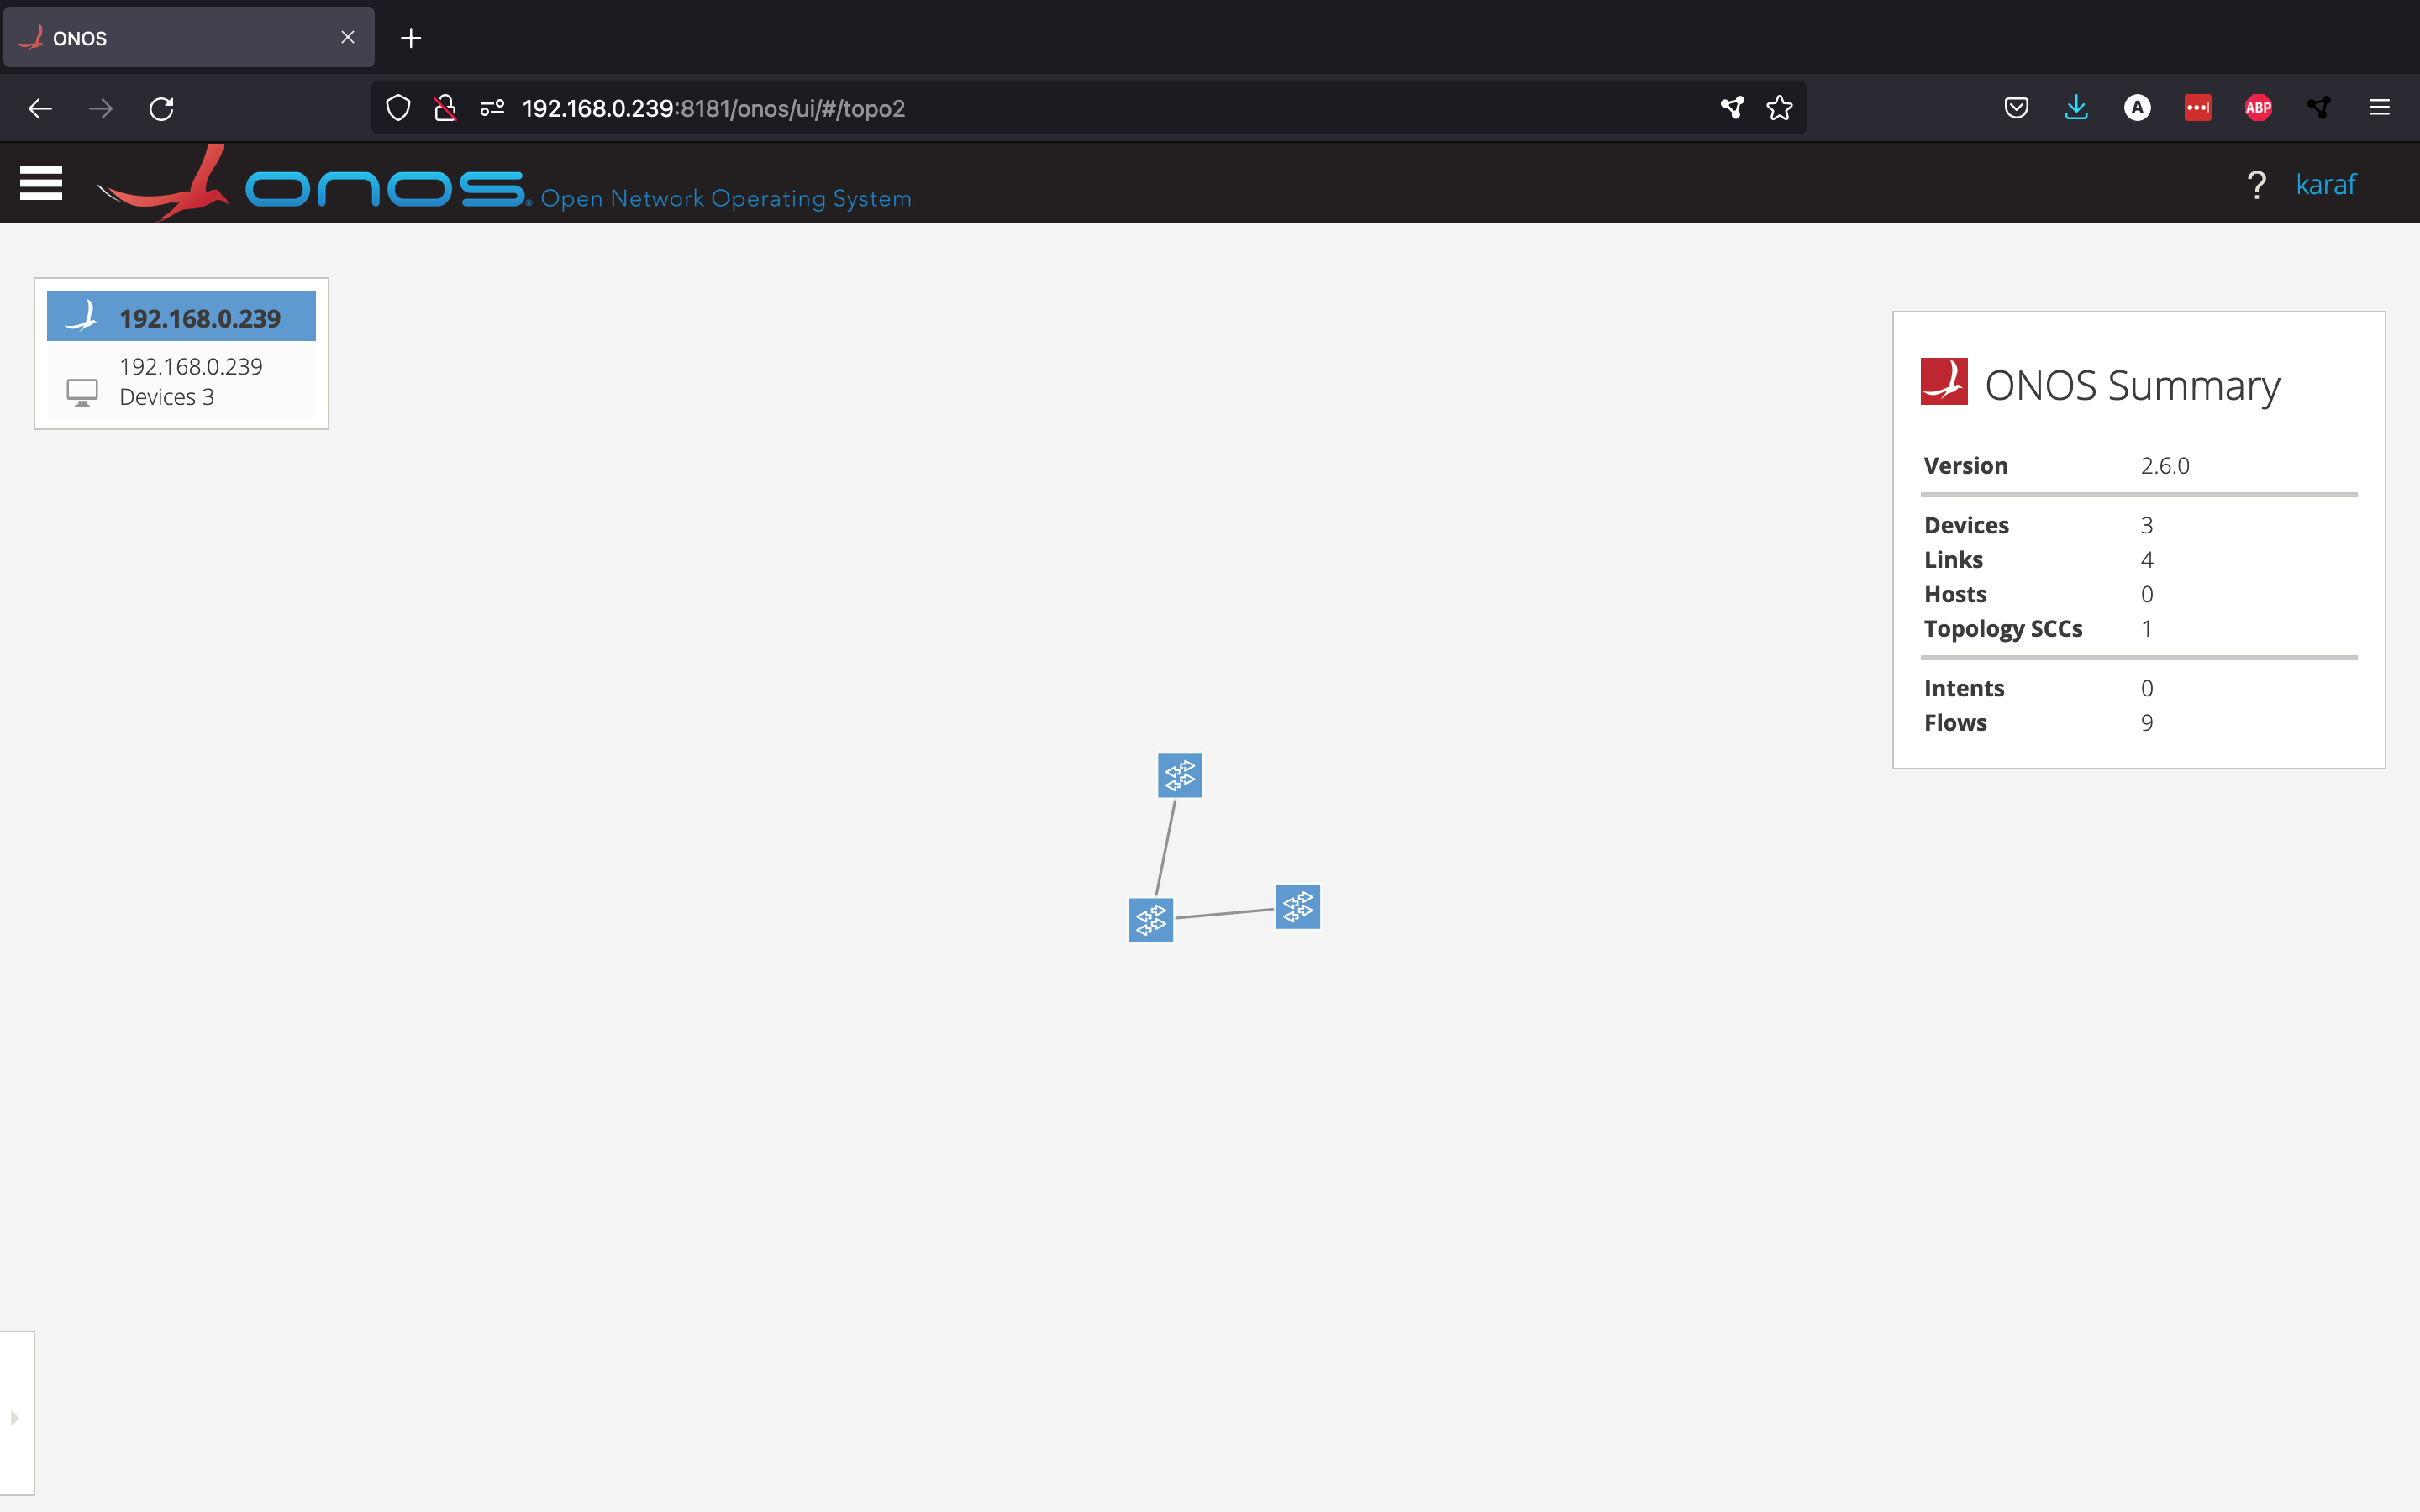 ONOS
192.168.0.239:8181/onos/ui/#/topo2
A
ABP
onos® Open Network Operating System
? karaf
192.168.0.239
192.168.0.239
Devices 3
ONOS Summary
Version 2.6.0
Devices 3
Links 4
Hosts 0
Topology SCCs 1
Intents 0
Flows 9